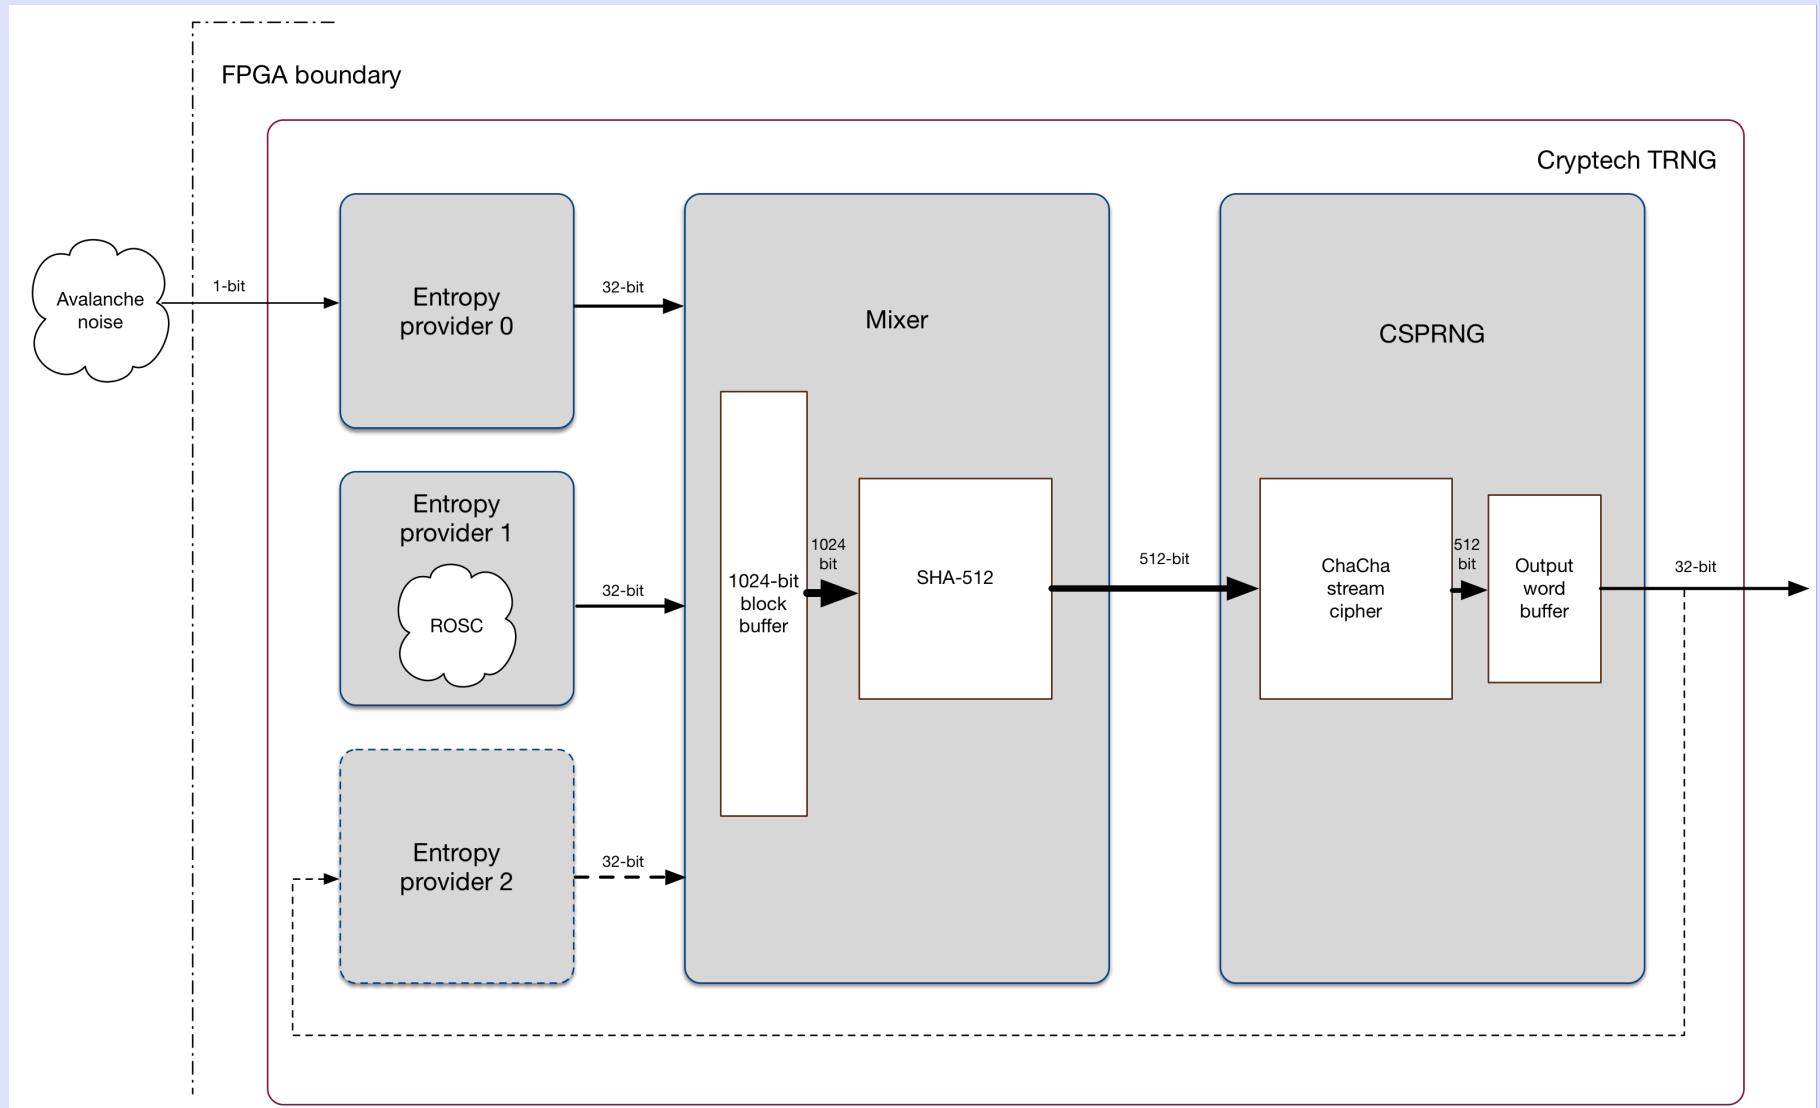 FPGA boundary
Cryptech TRNG
Avalanche
noise
1-bit
Entropy
provider 0
32-bit
Entropy
provider 1
ROSC
32-bit
Entropy
provider 2
32-bit
Mixer
1024-bit
block
buffer
1024
bit
SHA-512
512-bit
CSPRNG
ChaCha
stream
cipher
512
bit
Output
word
buffer
32-bit